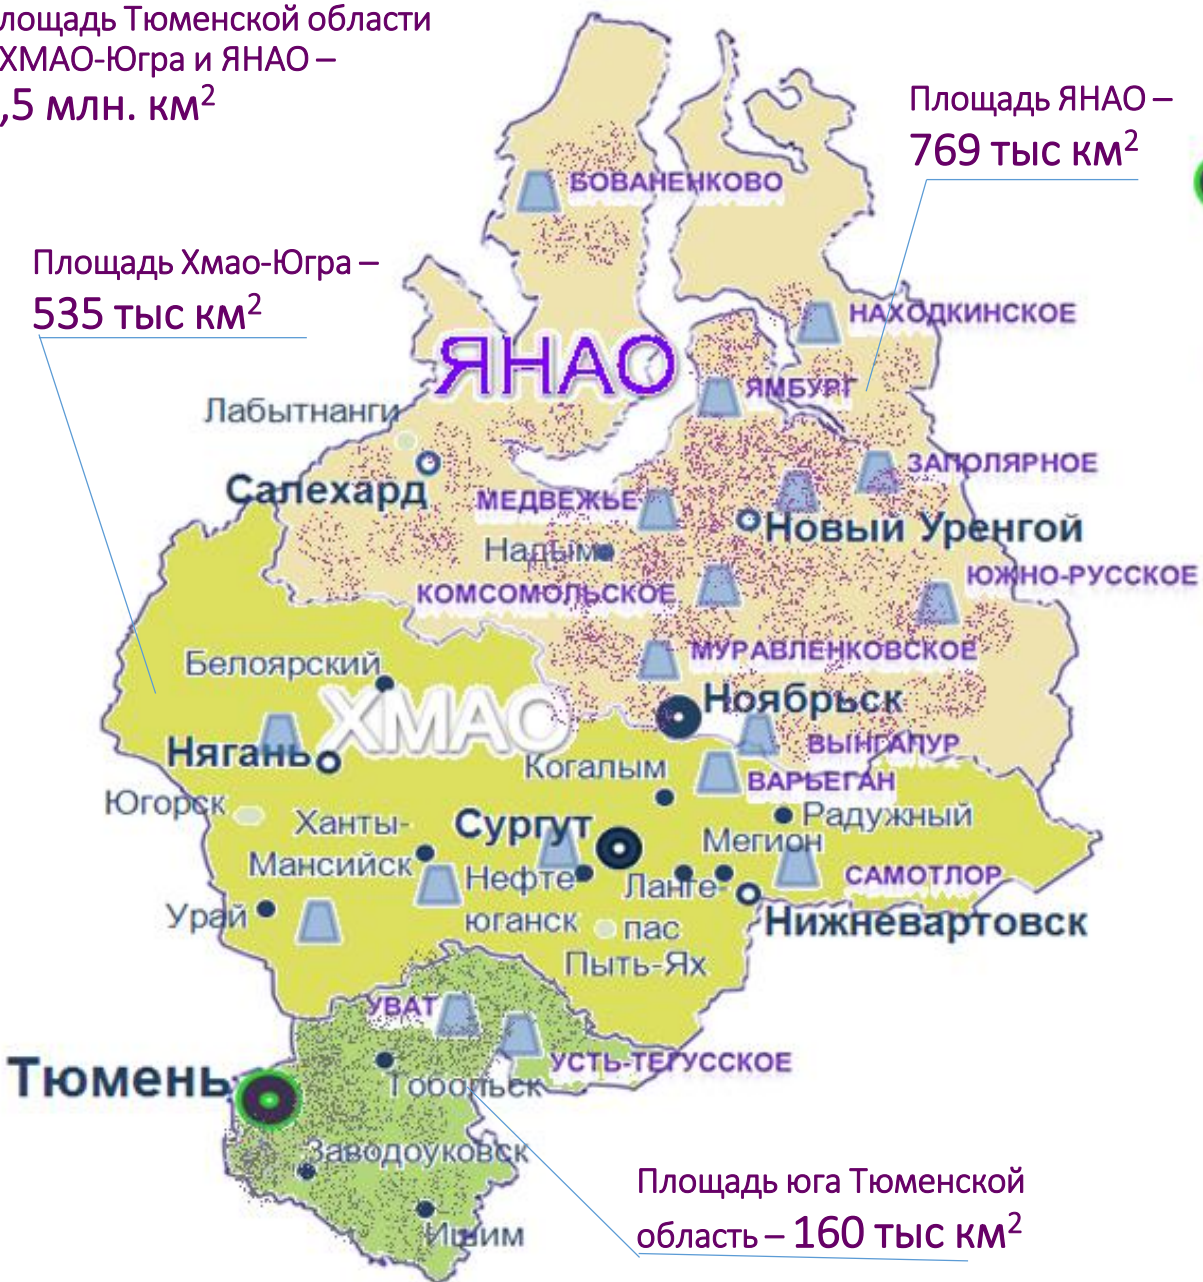 лощадь Тюменской области
ХМАО-Югра и ЯНАО –
,5 млн. км²
Площадь ЯНАО –
769 тыс км²
БОВАНЕНКОВО
Площадь Хмао-Югра –
535 тыс км²
НАХОДКИНСКОЕ
ЯНАО
ЯМБУРГ
Лабытнанги
ЗАПОЛЯРНОЕ
Салехард
МЕДВЕЖЬЕ
Новый Уренгой
Надым
ЮЖНО-РУССКОЕ
КОМСОМОЛЬСКОЕ
МУРАВЛЕНКОВСКОЕ
Белоярский
Ноябрьск
ХМАО
ВЫНГАПУР
Нягань
Когалым
ВАРЬЕГАН
Югорск
Радужный
Ханты-
Мансийск
Сургут
Мегион
САМОТЛОР
Нефте
юганск
Ланге-
пас
Урай
Нижневартовск
Пыть-Ях
УВАТ
УСТЬ-ТЕГУССКОЕ
Тюмень
Тобольск
Заводоуковск
Площадь юга Тюменской
область – 160 тыс км²
Ишим